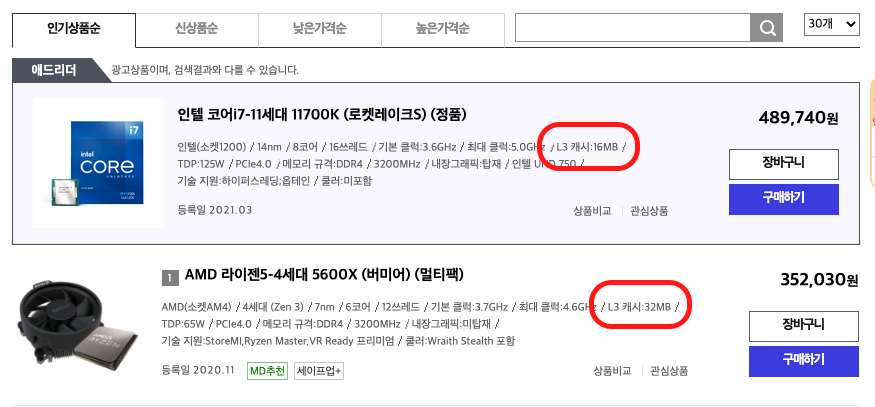 인기상품순 신상품순 낮은가격순 높은가격순 30개
애드리더 광고상품이며, 검색결과와 다를 수 있습니다.
인텔 코어i7-11세대 11700K (로켓레이크S) (정품) 489,740원
i7
intel
CORE
인텔(소켓1200) / 14nm / 8코어 / 16쓰레드 / 기본 클럭:3.6GHz / 최대 클럭:5.0GHz / L3 캐시:16MB /
TDP:125W / PCIe4.0 / 메모리 규격:DDR4 / 3200MHz / 내장그래픽:탑재 / 인텔 UHD 750 /
기술 지원:하이퍼스레딩;옵테인 / 쿨러:미포함
장바구니
구매하기
등록일 2021.03 상품비교 관심상품
1 AMD 라이젠5-4세대 5600X (버미어) (멀티팩) 352,030원
AMD(소켓AM4) / 4세대 (Zen 3) / 7nm / 6코어 / 12쓰레드 / 기본 클럭:3.7GHz / 최대 클럭:4.6GHz / L3 캐시:32MB /
TDP:65W / PCIe4.0 / 메모리 규격:DDR4 / 3200MHz / 내장그래픽:미탑재 /
기술 지원:StoreMI,Ryzen Master,VR Ready 프리미엄 / 쿨러:Wraith Stealth 포함
장바구니
구매하기
등록일 2020.11 MD추천 세이프업+ 상품비교 관심상품
AMD
RYZEN